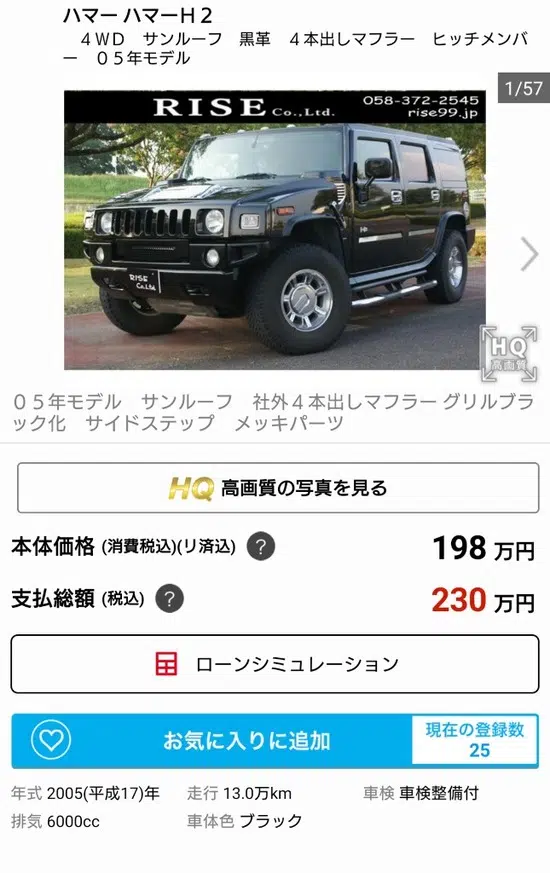 ハマー ハマーＨ２
４ＷＤ　サンルーフ　黒革　４本出しマフラー　ヒッチメンバ
ー　０５年モデル
1/57
RISE Co.,Ltd.
058-372-2545
rise99.jp
RISE
Co.Ltd.
HQ
高画質
０５年モデル　サンルーフ　社外４本出しマフラー グリルブラ
ック化　サイドステップ　メッキパーツ
HQ 高画質の写真を見る
本体価格 (消費税込)(リ済込) ? 198 万円
支払総額 (税込) ? 230 万円
ローンシミュレーション
お気に入りに追加
現在の登録数
25
年式 2005(平成17)年 走行 13.0万km 車検 車検整備付
排気 6000cc 車体色 ブラック